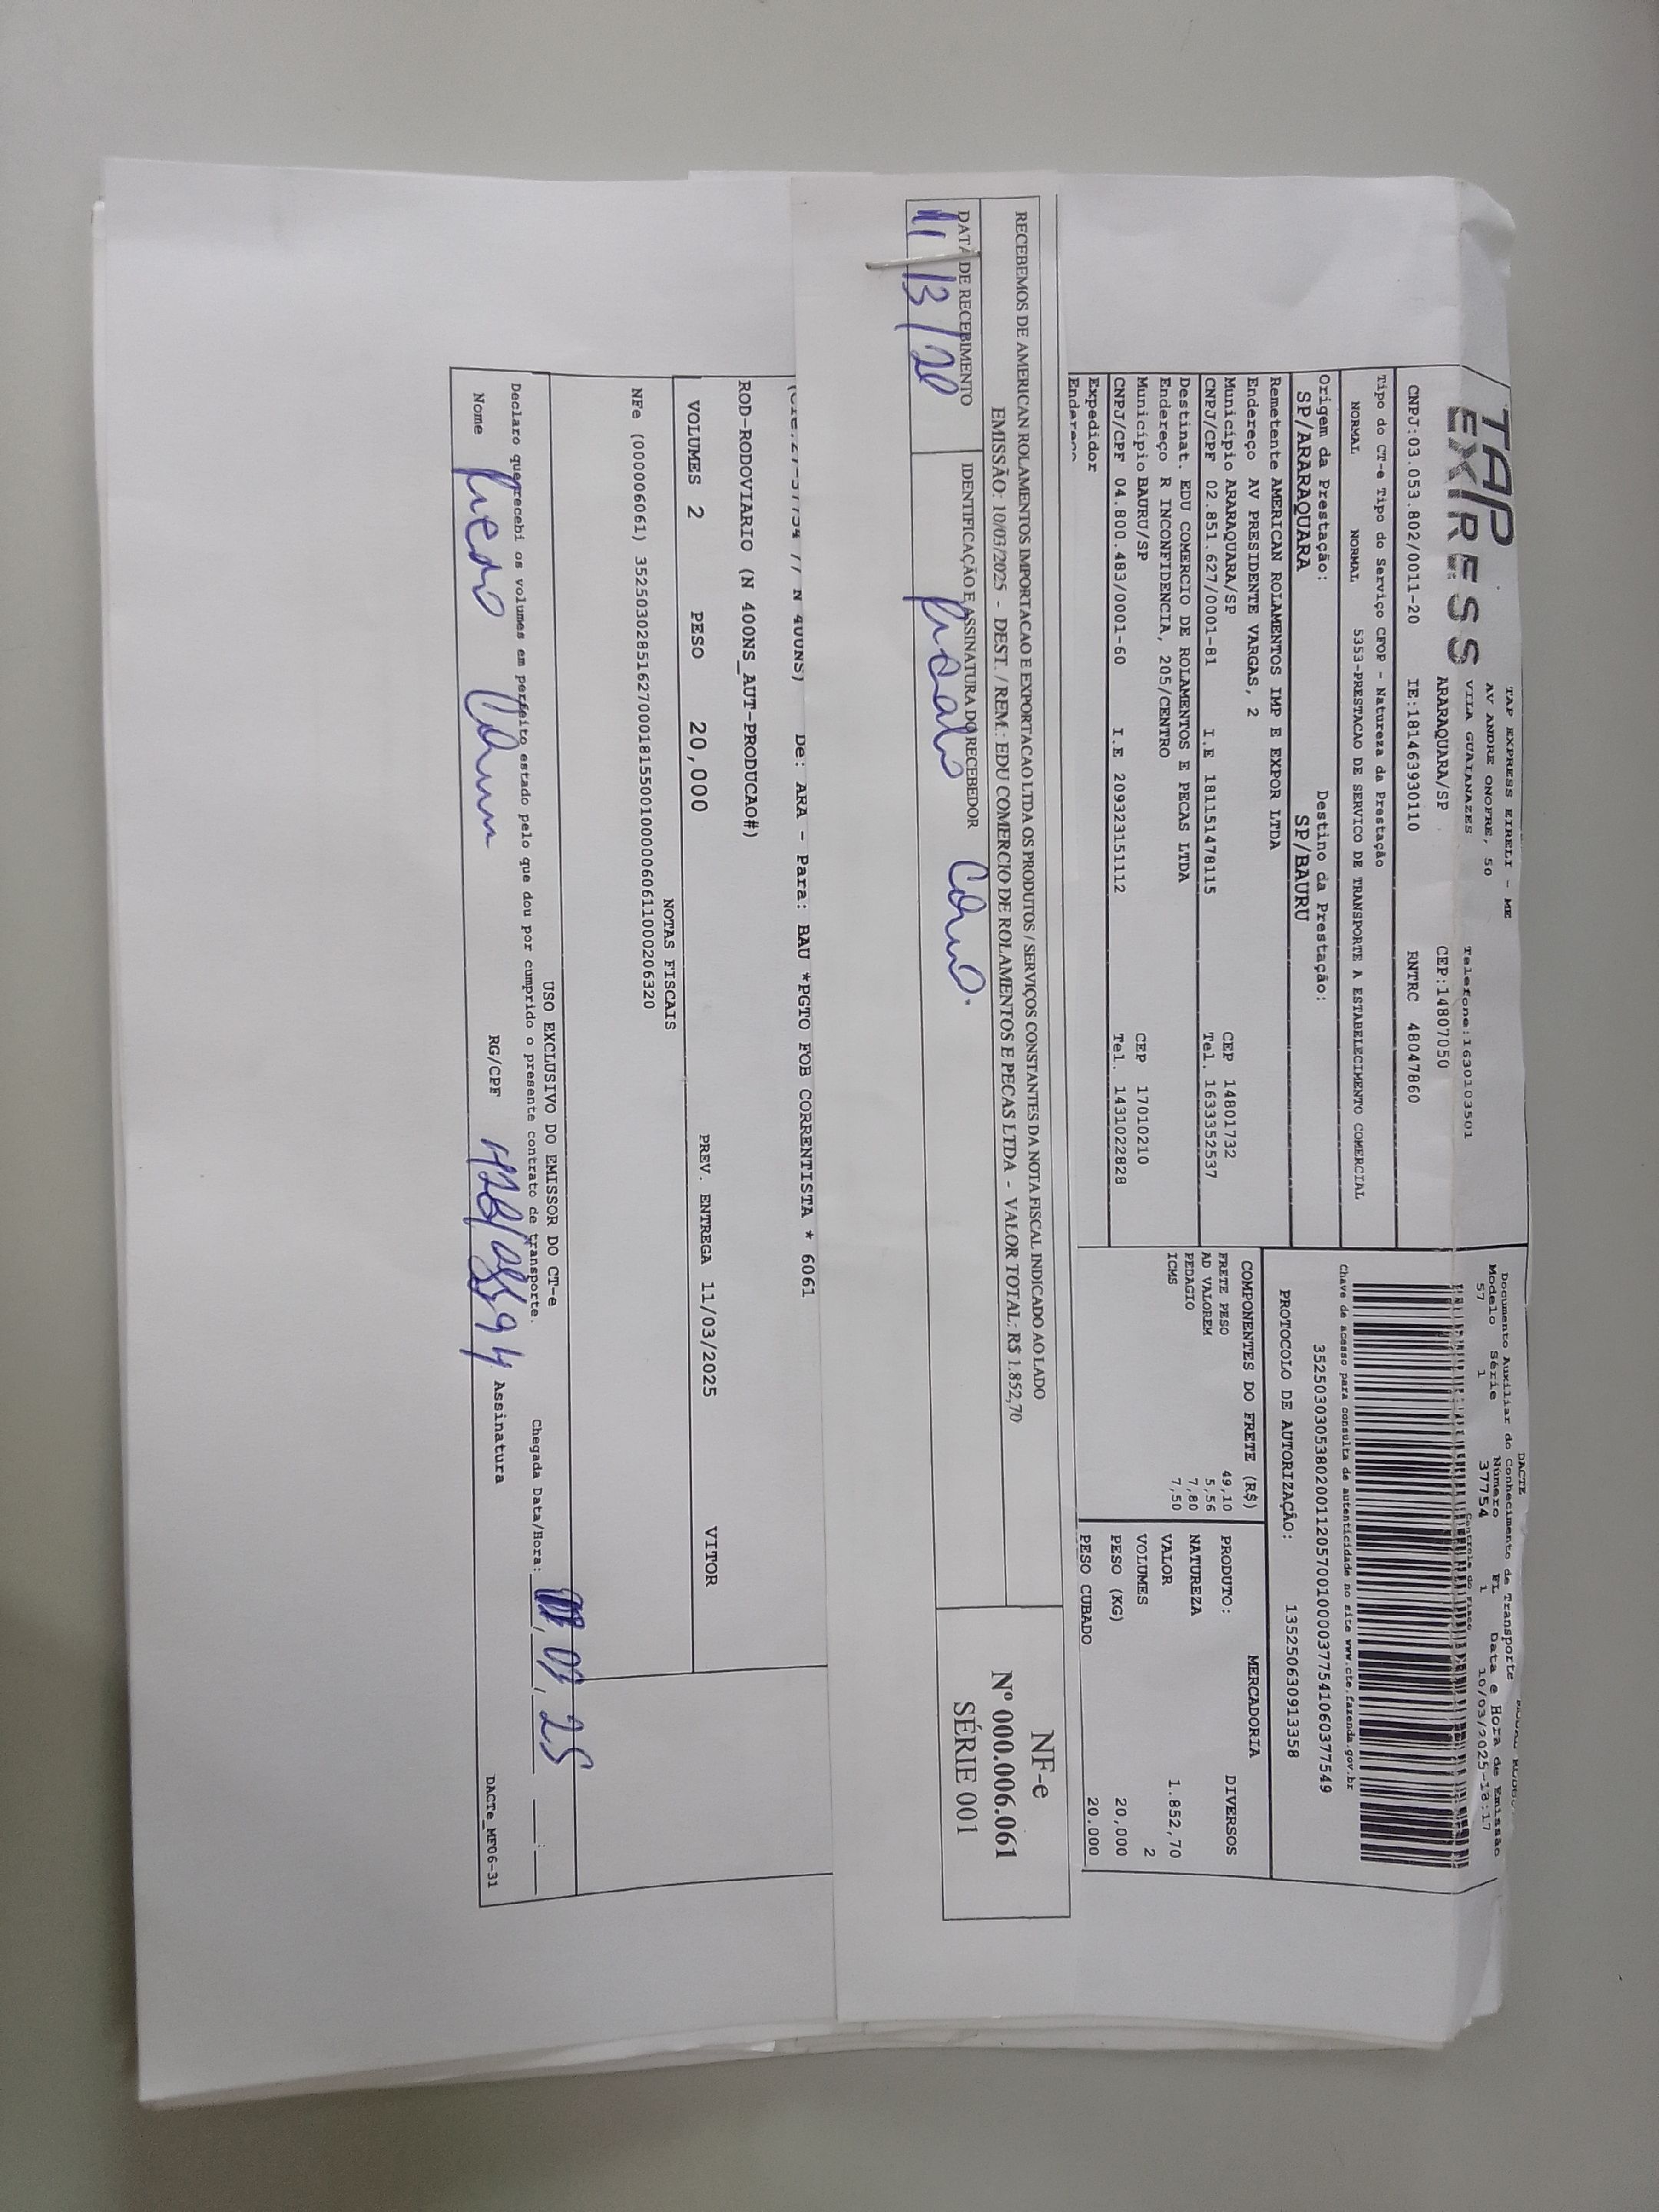 TAP
EXPRESS
TAP EXPRESS EIRELI - ME
AV ANDRE ONOFRE, 50
VILA GUAIANAZES
Telefone:1630103501
ARARAQUARA/SP
CEP:14807050
CNPJ:03.053.802/0011-20 IE:181463930110 RNTRC 48047860
Tipo do CT-e Tipo do Serviço CFOP - Natureza da Prestação
NORMAL NORMAL 5353-PRESTACAO DE SERVICO DE TRANSPORTE A ESTABELECIMENTO COMERCIAL
Origem da Prestação: Destino da Prestação:
SP/ARARAQUARA SP/BAURU
Remetente AMERICAN ROLAMENTOS IMP E EXPOR LTDA
Endereço AV PRESIDENTE VARGAS, 2
Município ARARAQUARA/SP CEP 14801732
CNPJ/CPF 02.851.627/0001-81 I.E 181151478115 Tel. 1633352537
Destinat. EDU COMERCIO DE ROLAMENTOS E PECAS LTDA
Endereço R INCONFIDENCIA, 205/CENTRO
Município BAURU/SP CEP 17010210
CNPJ/CPF 04.800.483/0001-60 I.E 209323151112 Tel. 1431022828
Expedidor
Endereço
DACTE
Documento Auxiliar do Conhecimento de Transporte
Modelo Série Número FL Data e Hora de Emissão
57 1 37754 1 10/03/2025-18:17
Controle do Fisco
Chave de acesso para consulta de autenticidade no site www.cte.fazenda.gov.br
35250303053802001120570010000377541060377549
PROTOCOLO DE AUTORIZAÇÃO: 135250630913358
COMPONENTES DO FRETE (R$)
FRETE PESO 49,10
AD VALOREM 5,56
PEDAGIO 7,80
ICMS 7,50
MERCADORIA
PRODUTO: DIVERSOS
NATUREZA
VALOR 1.852,70
VOLUMES 2
PESO (KG) 20,000
PESO CUBADO 20,000
RECEBEMOS DE AMERICAN ROLAMENTOS IMPORTACAO E EXPORTACAO LTDA OS PRODUTOS / SERVIÇOS CONSTANTES DA NOTA FISCAL INDICADO AO LADO
EMISSÃO: 10/03/2025 - DEST. / REM.: EDU COMERCIO DE ROLAMENTOS E PECAS LTDA - VALOR TOTAL: R$ 1.852,70
DATA DE RECEBIMENTO IDENTIFICAÇÃO E ASSINATURA DO RECEBEDOR
11/3/20
NF-e
Nº 000.006.061
SÉRIE 001
N 400NS) De: ARA - Para: BAU *PGTO FOB CORRENTISTA * 6061
ROD-RODOVIARIO (N 400NS_AUT-PRODUCAO#)
VOLUMES 2 PESO 20,000 PREV. ENTREGA 11/03/2025 VITOR
NOTAS FISCAIS
NFe (000006061) 35250302851627000181550010000060611000206320
USO EXCLUSIVO DO EMISSOR DO CT-e
Declaro que recebi os volumes em perfeito estado pelo que dou por cumprido o presente contrato de transporte.
Chegada Data/Hora: 03, 25 :
Nome RG/CPF Assinatura
DACTe_MF06-31